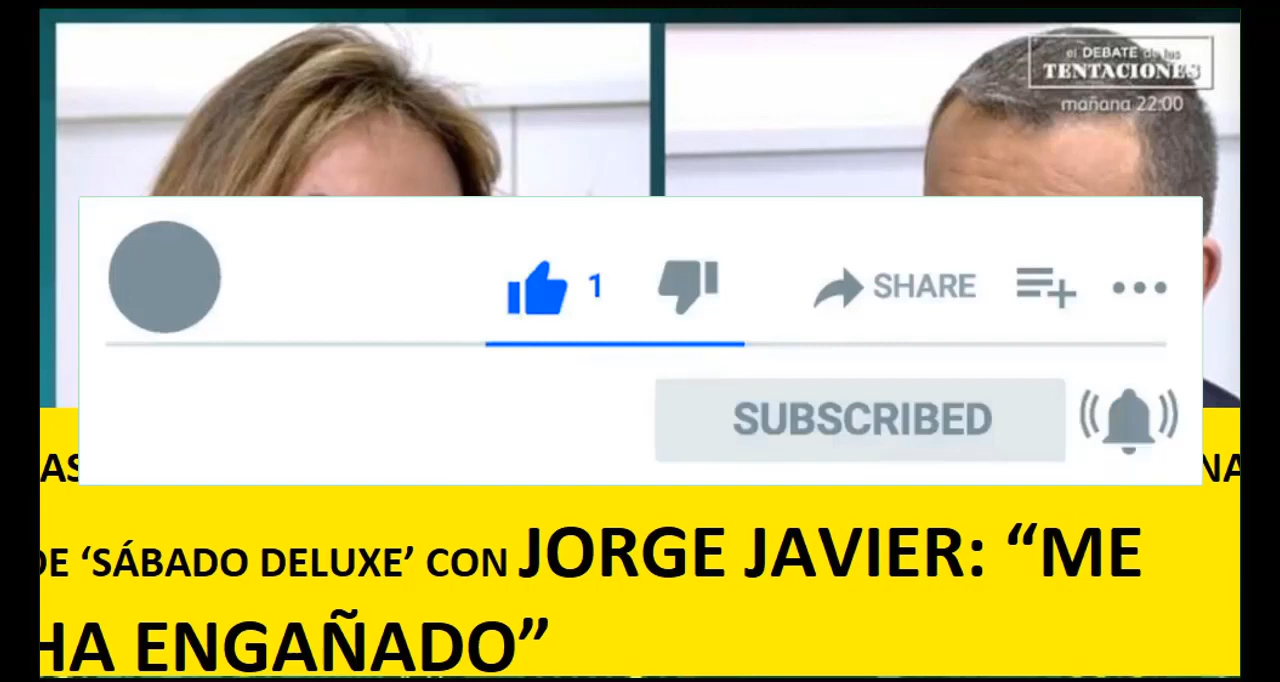 el DEBATE de las
TENTACIONES
mañana 22:00
1
SHARE
SUBSCRIBED
DE ‘SÁBADO DELUXE’ CON JORGE JAVIER: “ME
HA ENGAÑADO”